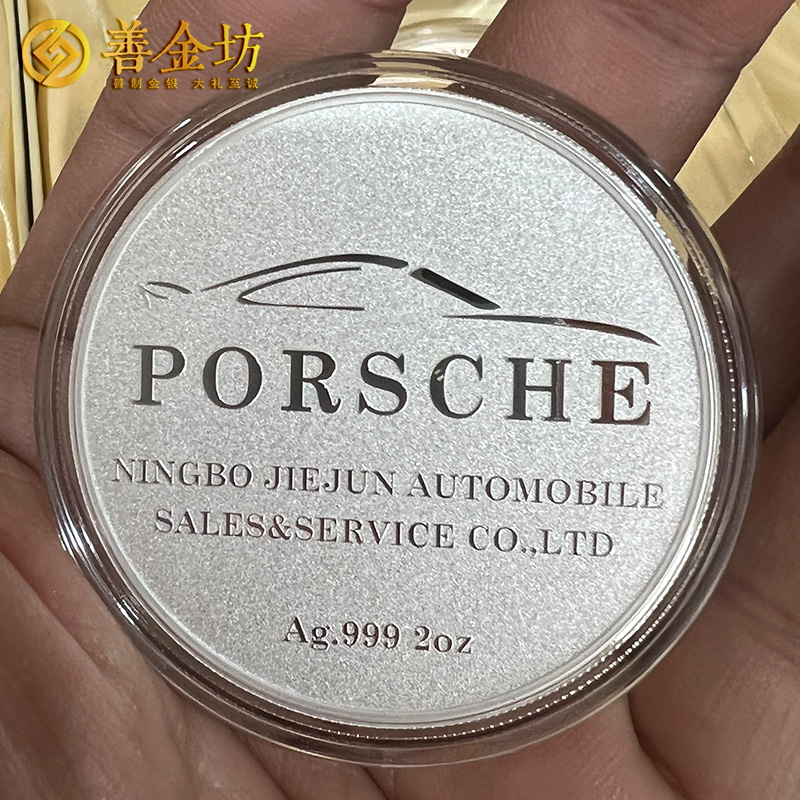 善金坊
善制金银 大礼至诚
PORSCHE
NINGBO JIEJUN AUTOMOBILE
SALES&SERVICE CO.,LTD
Ag.999 2oz